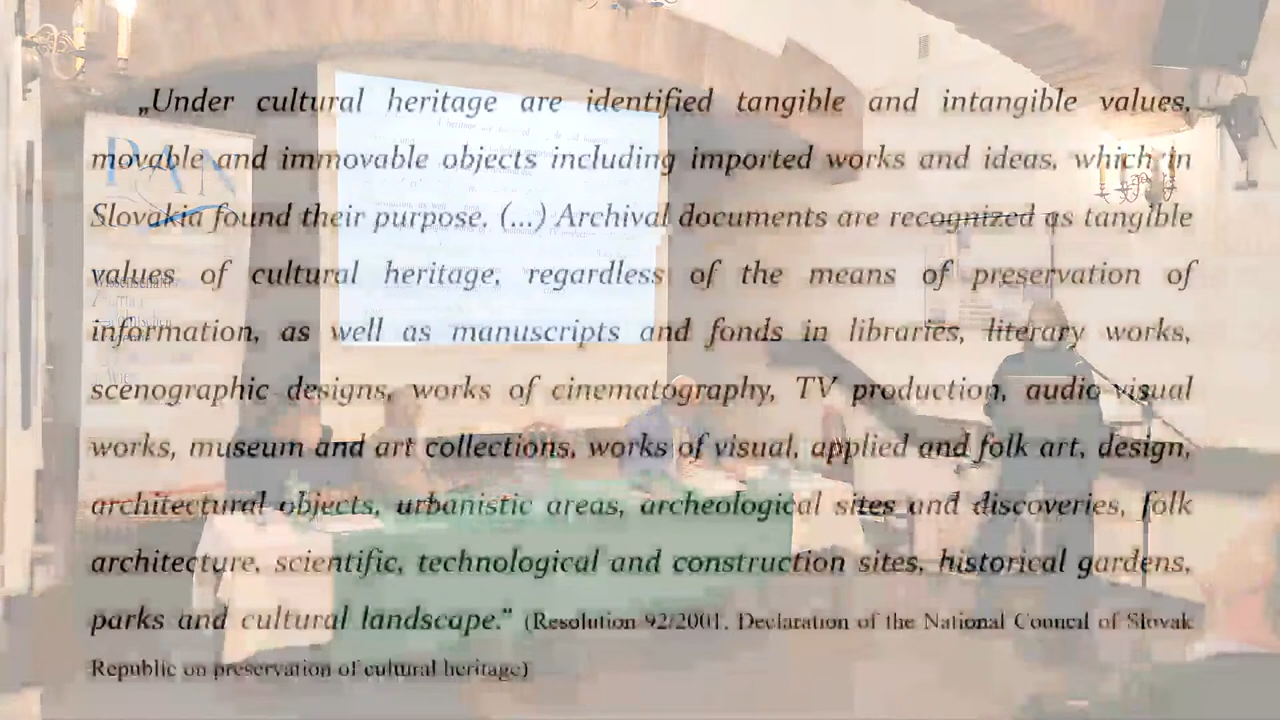 „Under cultural heritage are identified tangible and intangible values,
movable and immovable objects including imported works and ideas, which in
Slovakia found their purpose. (...) Archival documents are recognized as tangible
values of cultural heritage, regardless of the means of preservation of
information, as well as manuscripts and fonds in libraries, literary works,
scenographic designs, works of cinematography, TV production, audio visual
works, museum and art collections, works of visual, applied and folk art, design,
architectural objects, urbanistic areas, archeological sites and discoveries, folk
architecture, scientific, technological and construction sites, historical gardens,
parks and cultural landscape.“ (Resolution 92/2001. Declaration of the National Council of Slovak
Republic on preservation of cultural heritage)
PAN